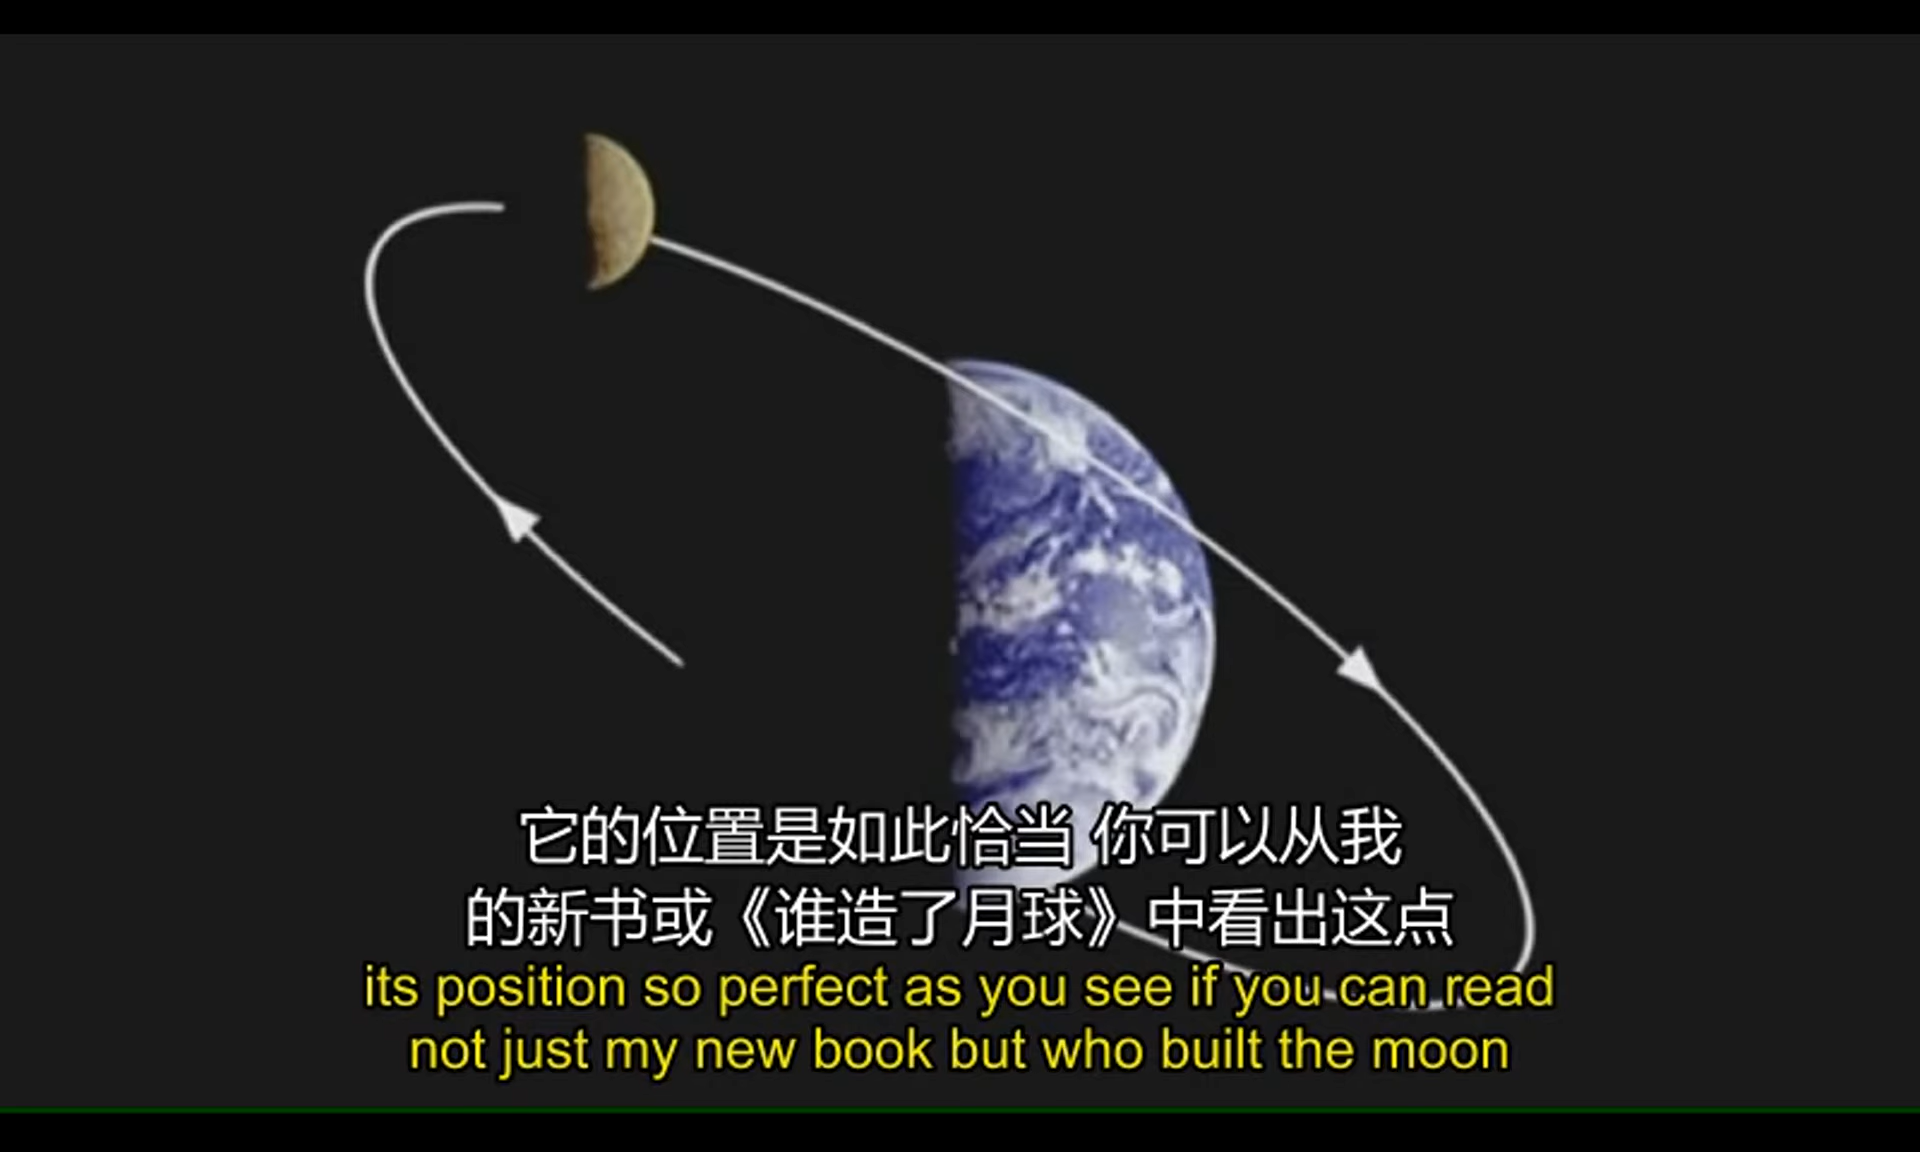 它的位置是如此恰当 你可以从我
的新书或《谁造了月球》中看出这点
its position so perfect as you see if you can read
not just my new book but who built the moon